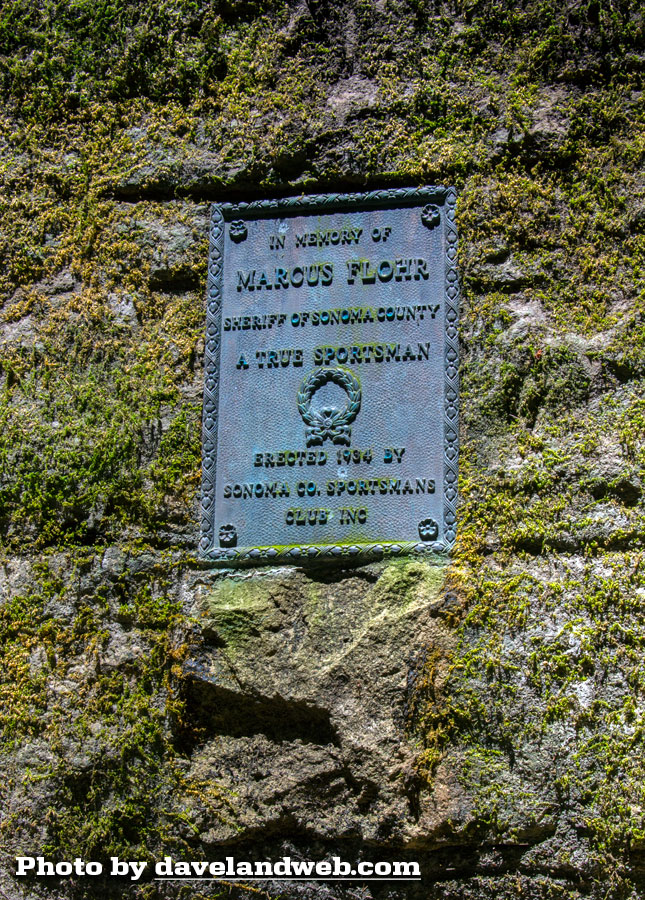 IN MEMORY OF
MARCUS FLOHR
SHERIFF OF SONOMA COUNTY
A TRUE SPORTSMAN
ERECTED 1934 BY
SONOMA CO. SPORTSMANS
CLUB INC
Photo by davelandweb.com